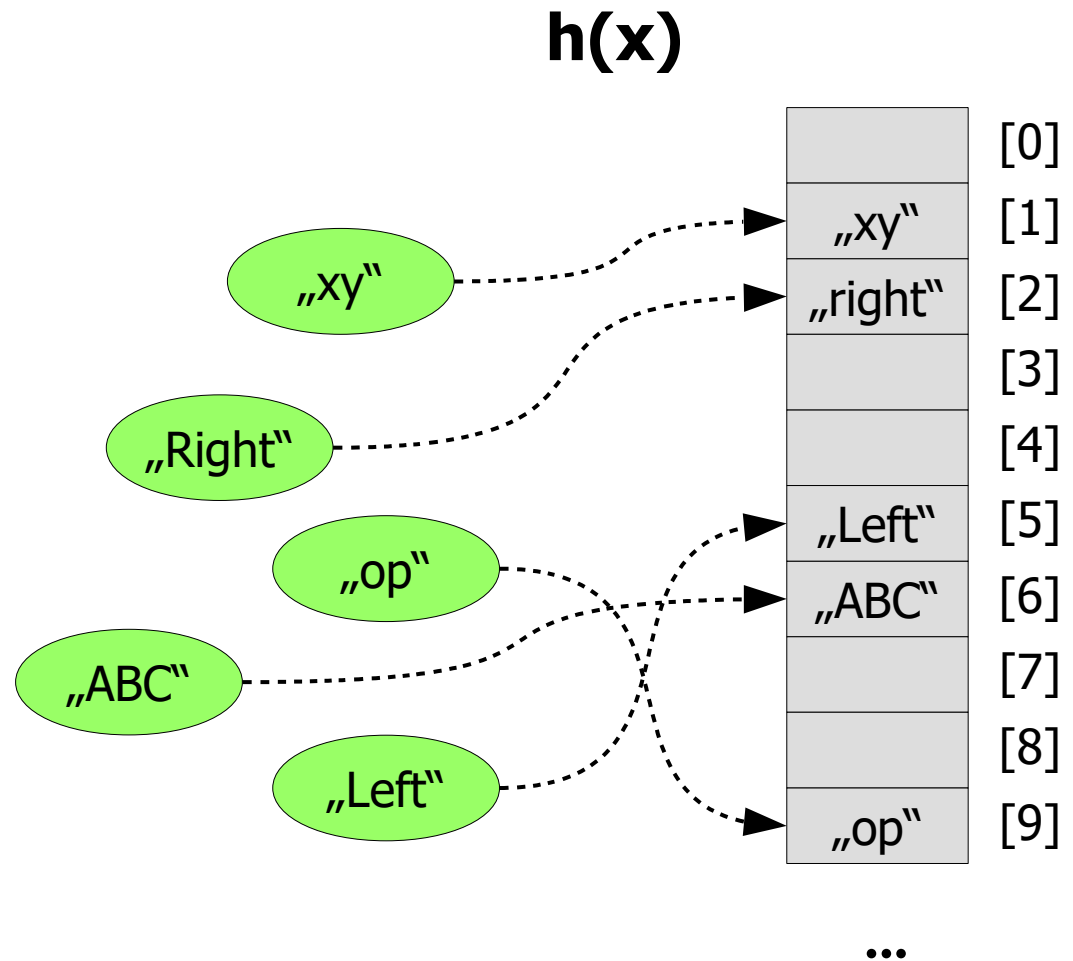 h(x)
[0]
„xy“ [1]
„xy“
„right“ [2]
[3]
„Right“
[4]
„Left“ [5]
„op“
„ABC“ [6]
„ABC“
[7]
[8]
„Left“
„op“ [9]
...